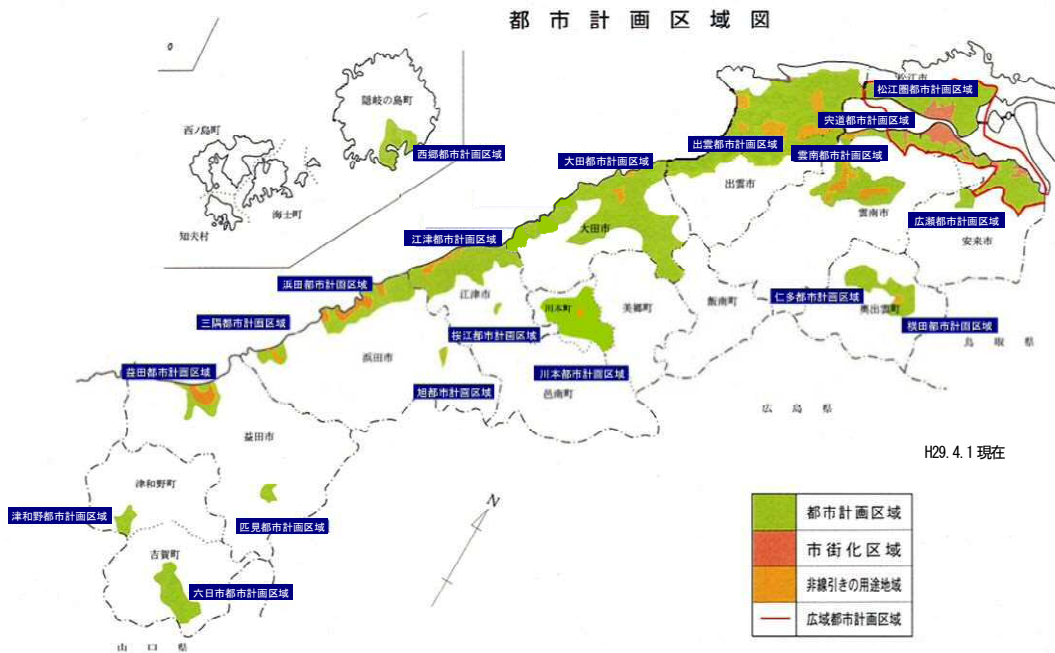 都市計画区域図
松江市
松江圏都市計画区域
隠岐の島町
宍道都市計画区域
西ノ島町
出雲都市計画区域
雲南都市計画区域
西郷都市計画区域
大田都市計画区域
出雲市
雲南市
海士町
広瀬都市計画区域
知夫村
大田市
江津都市計画区域
安来市
浜田都市計画区域
江津市
仁多都市計画区域
飯南町
美郷町
川本町
奥出雲町
三隅都市計画区域
横田都市計画区域
桜江都市計画区域
鳥取県
浜田市
益田都市計画区域
川本都市計画区域
旭都市計画区域
邑南町
広島県
益田市
H29.4.1現在
津和野町
N
津和野都市計画区域
匹見都市計画区域
吉賀町
六日市都市計画区域
山口県
都市計画区域
市街化区域
非線引きの用途地域
広域都市計画区域